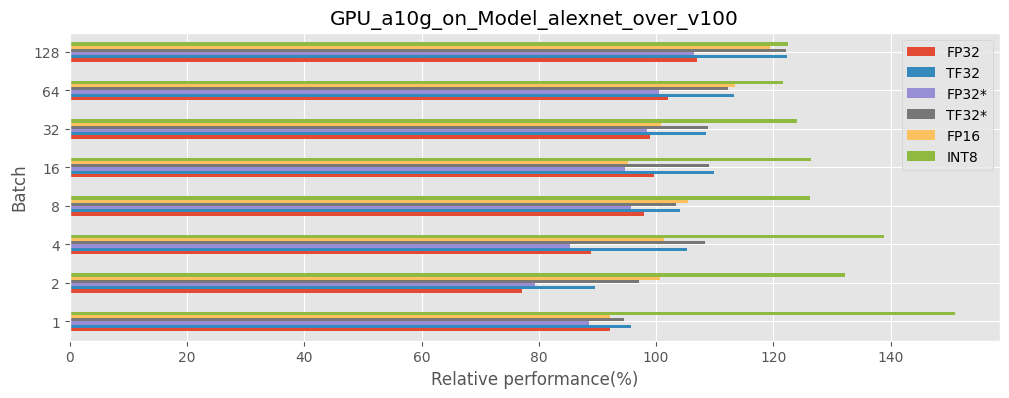 GPU_a10g_on_Model_alexnet_over_v100
128
64
32
16
8
4
2
1
Batch
0 20 40 60 80 100 120 140
Relative performance(%)
FP32
TF32
FP32*
TF32*
FP16
INT8